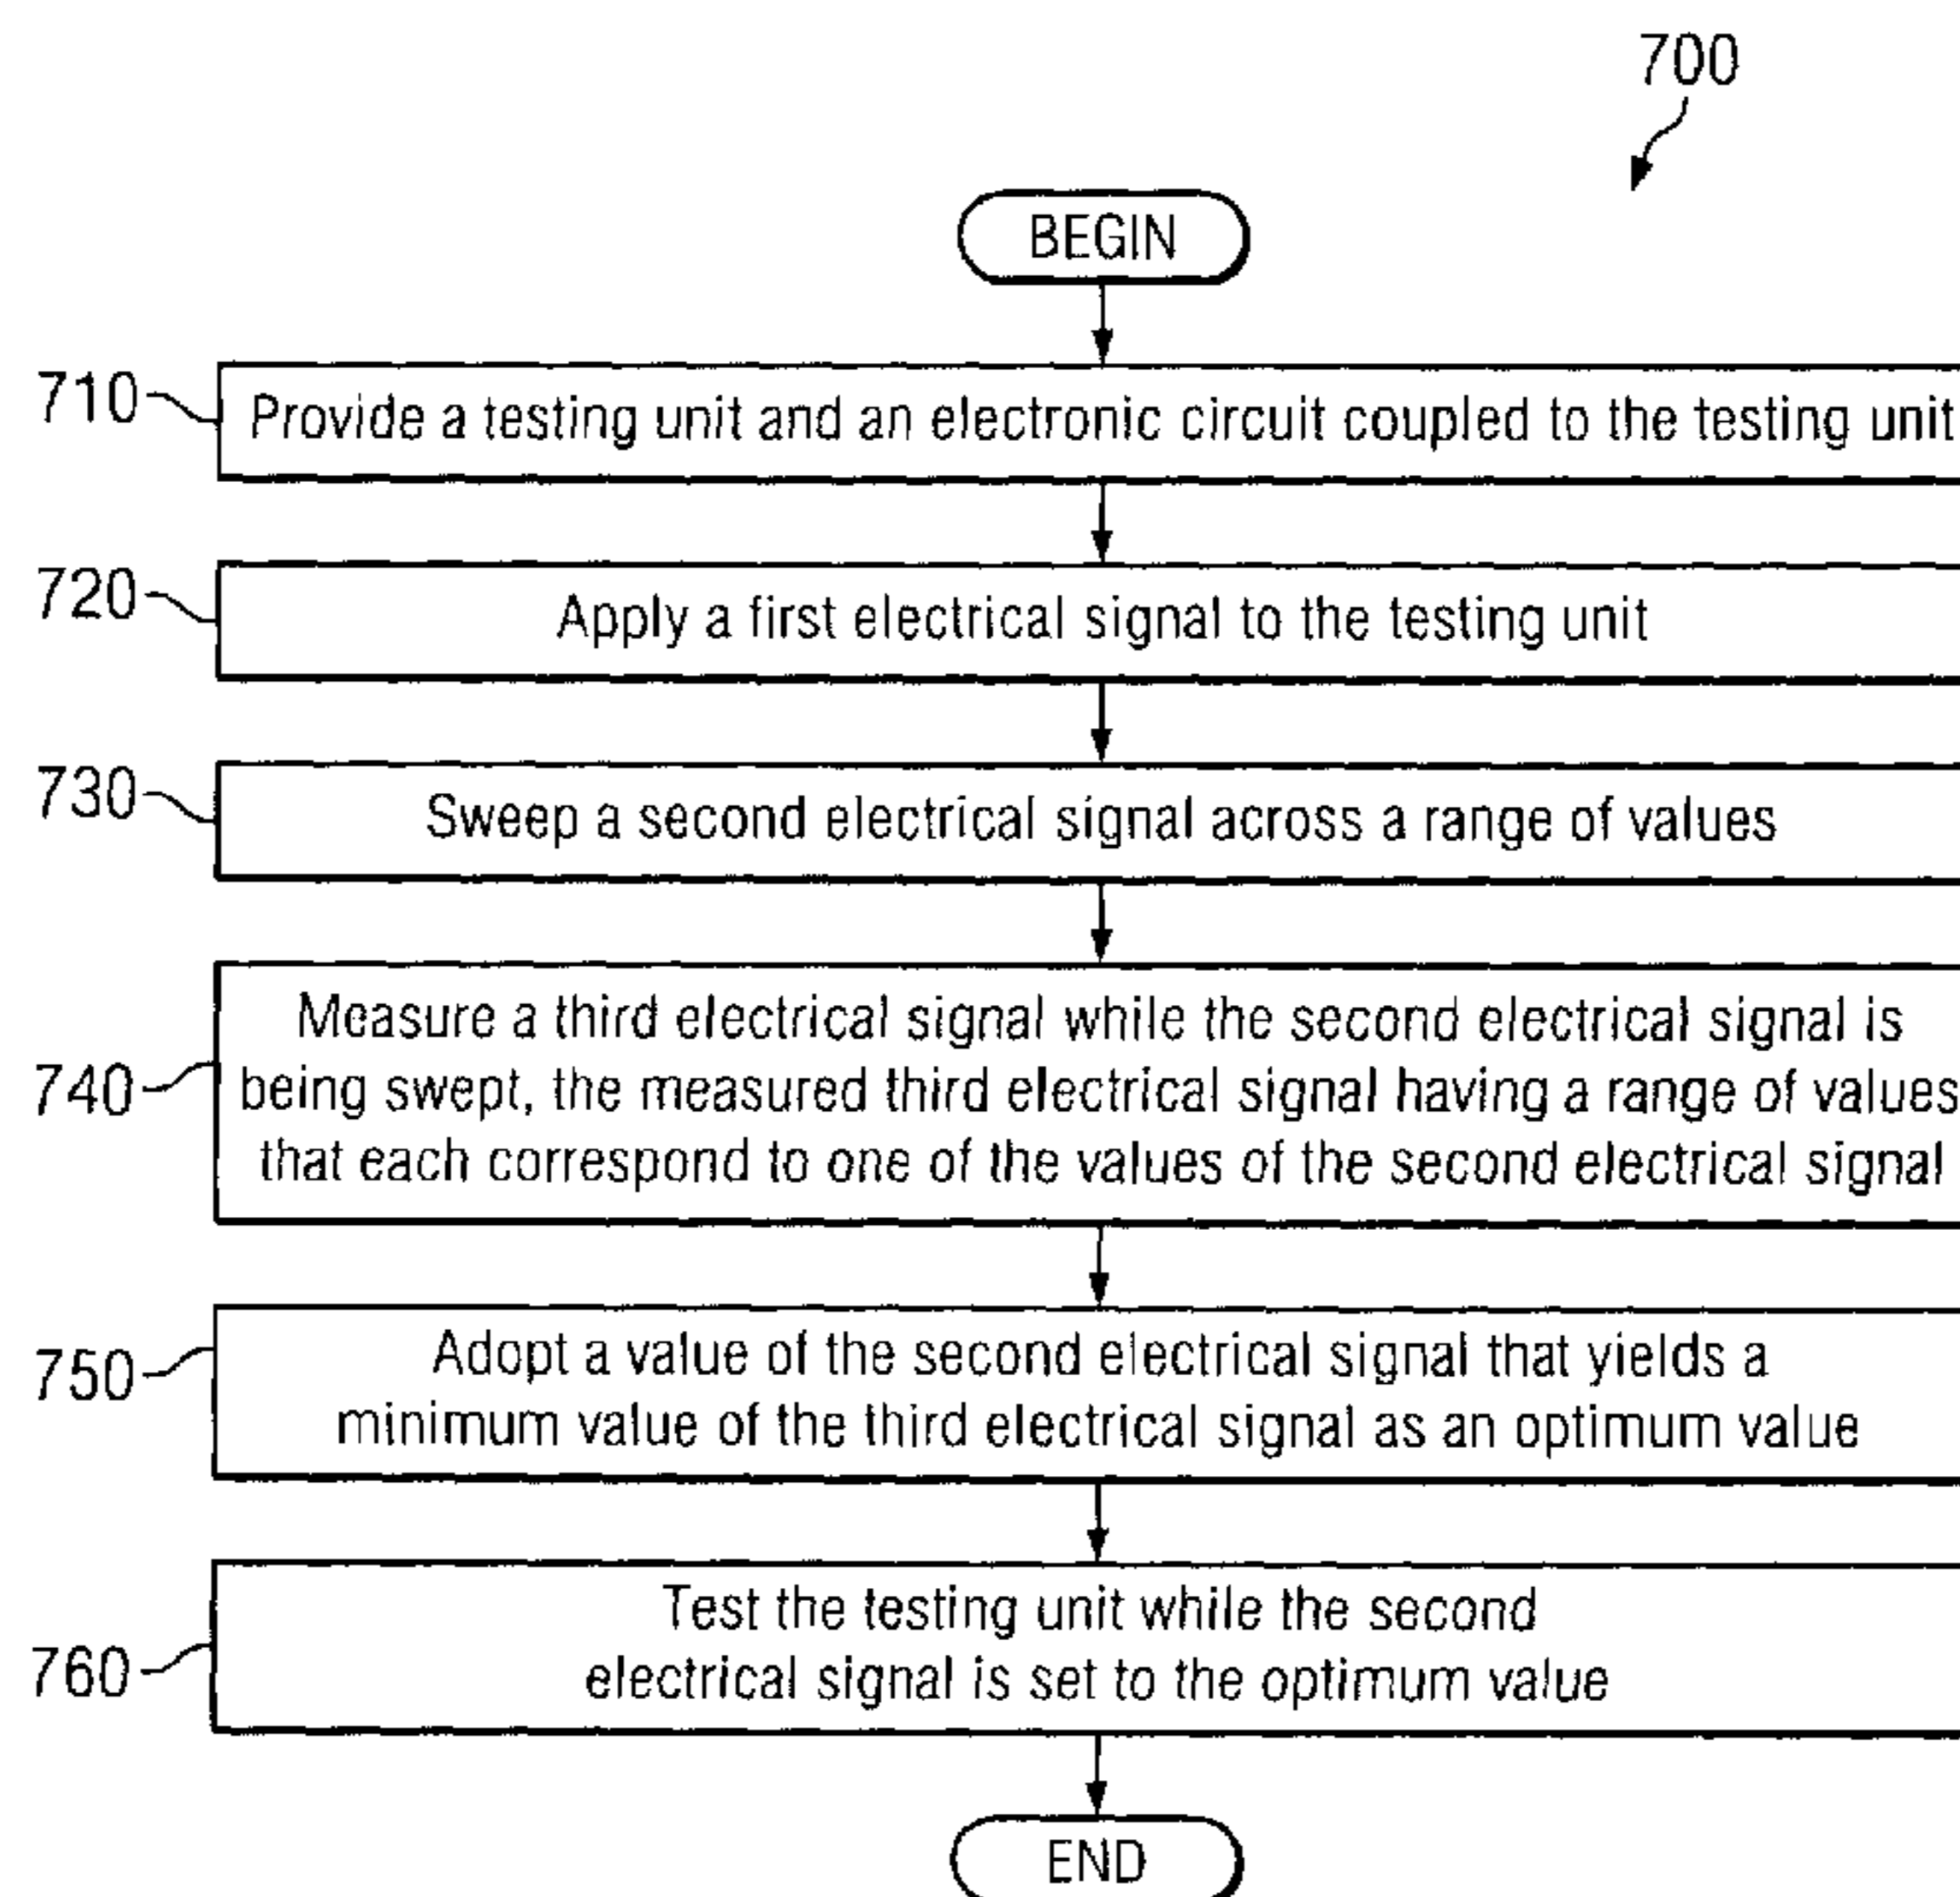 700
BEGIN
710
Provide a testing unit and an electronic circuit coupled to the testing unit
720
Apply a first electrical signal to the testing unit
730
Sweep a second electrical signal across a range of values
740
Measure a third electrical signal while the second electrical signal is
being swept, the measured third electrical signal having a range of values
that each correspond to one of the values of the second electrical signal
750
Adopt a value of the second electrical signal that yields a
minimum value of the third electrical signal as an optimum value
760
Test the testing unit while the second
electrical signal is set to the optimum value
END